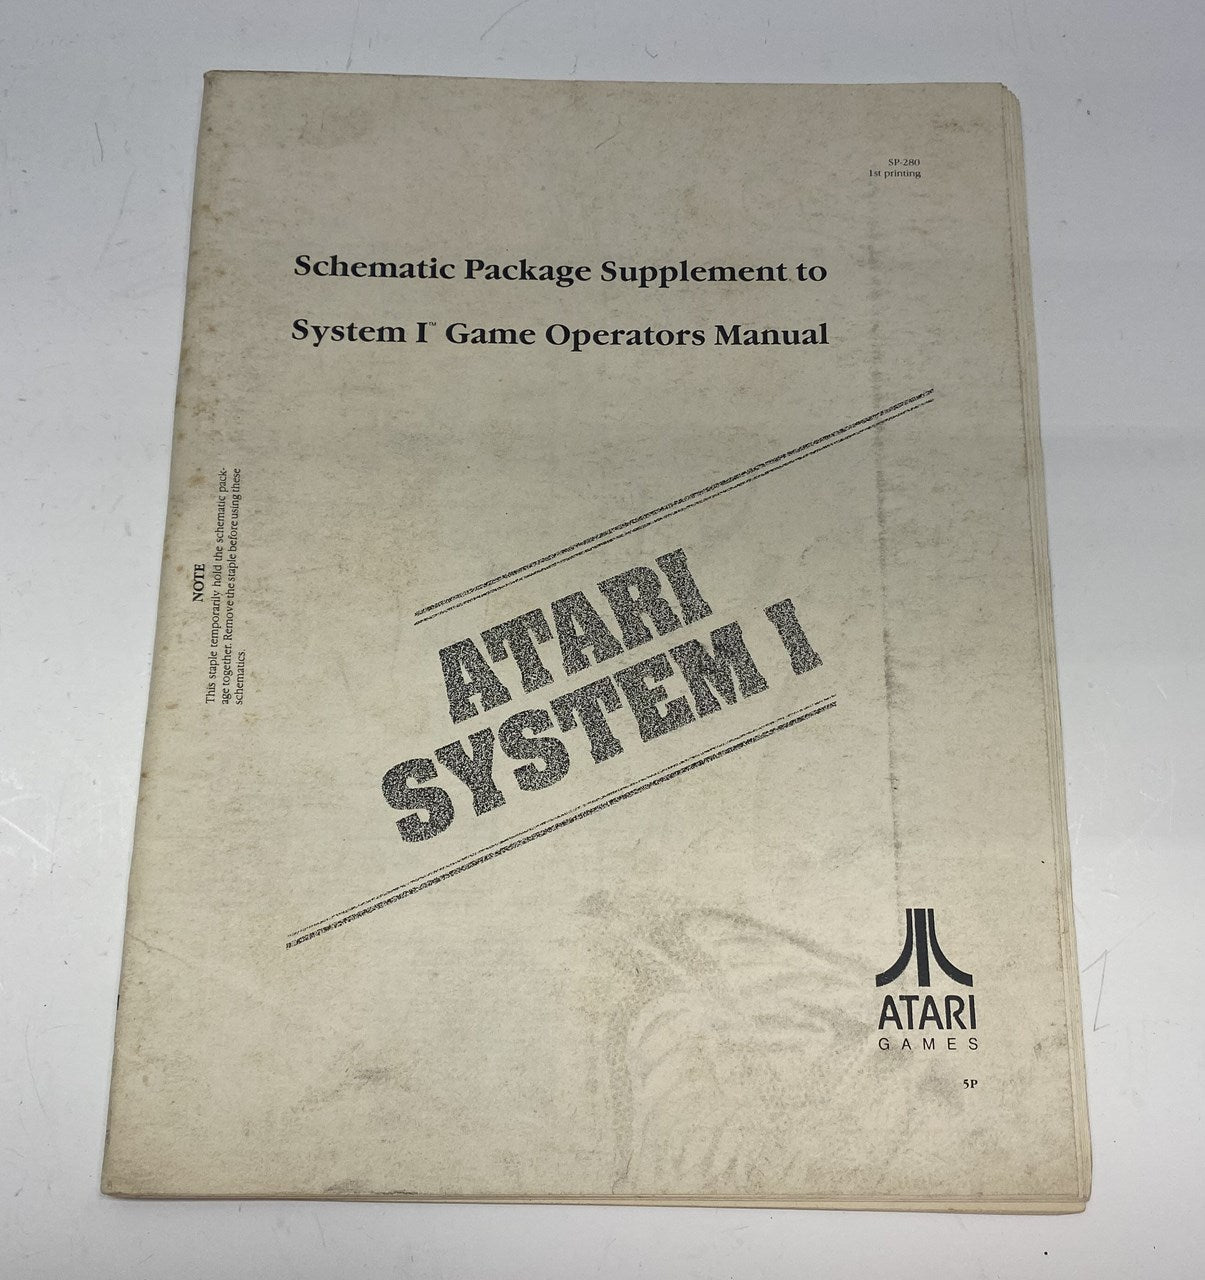 SP-280
1st printing
Schematic Package Supplement to
System I™ Game Operators Manual
NOTE
This staple temporarily hold the schematic pack-
age together. Remove the staple before using these
schematics.
ATARI
SYSTEM I
ATARI
GAMES
5P